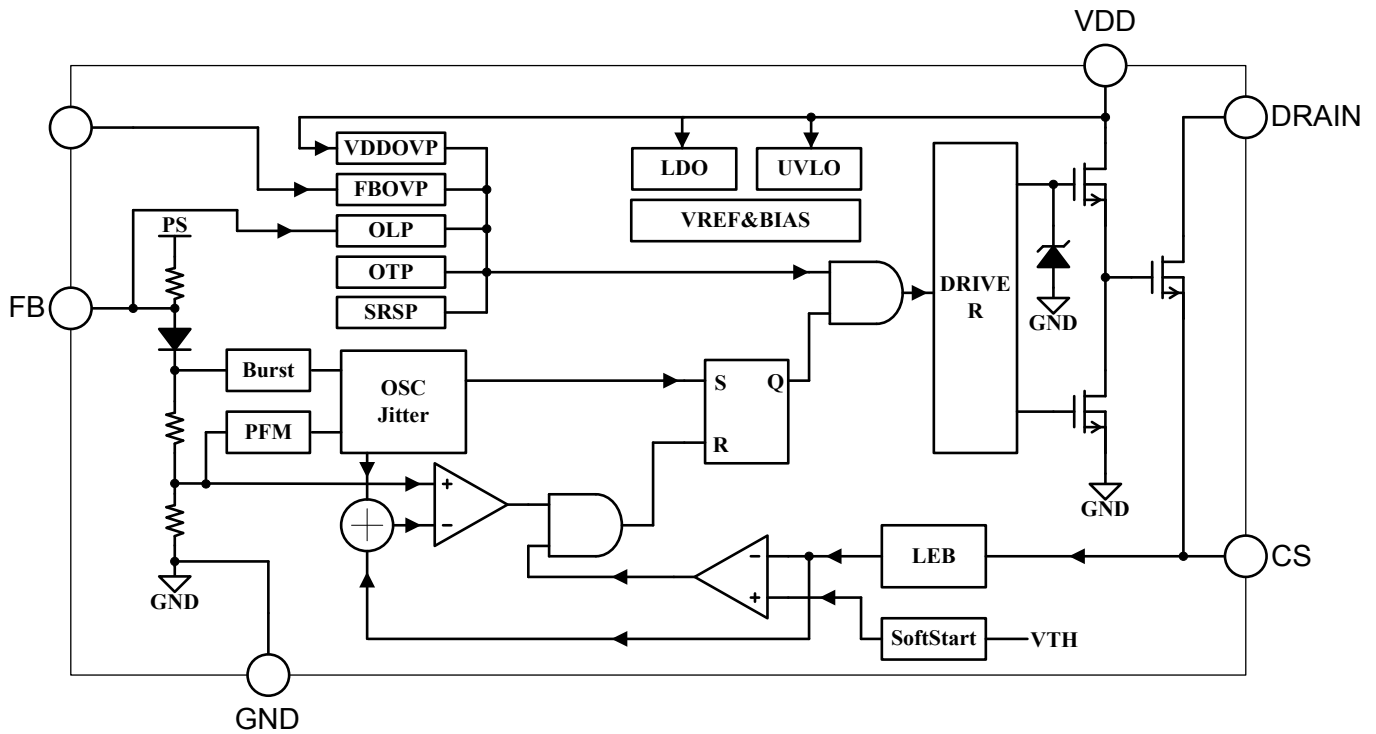 VDD
DRAIN
VDDOVP
FBOVP
OLP
OTP
SRSP
LDO
UVLO
VREF&BIAS
PS
FB
DRIVE
R
GND
Burst
PFM
OSC
Jitter
S
Q
R
+
−
GND
−
+
LEB
CS
SoftStart
VTH
GND
GND